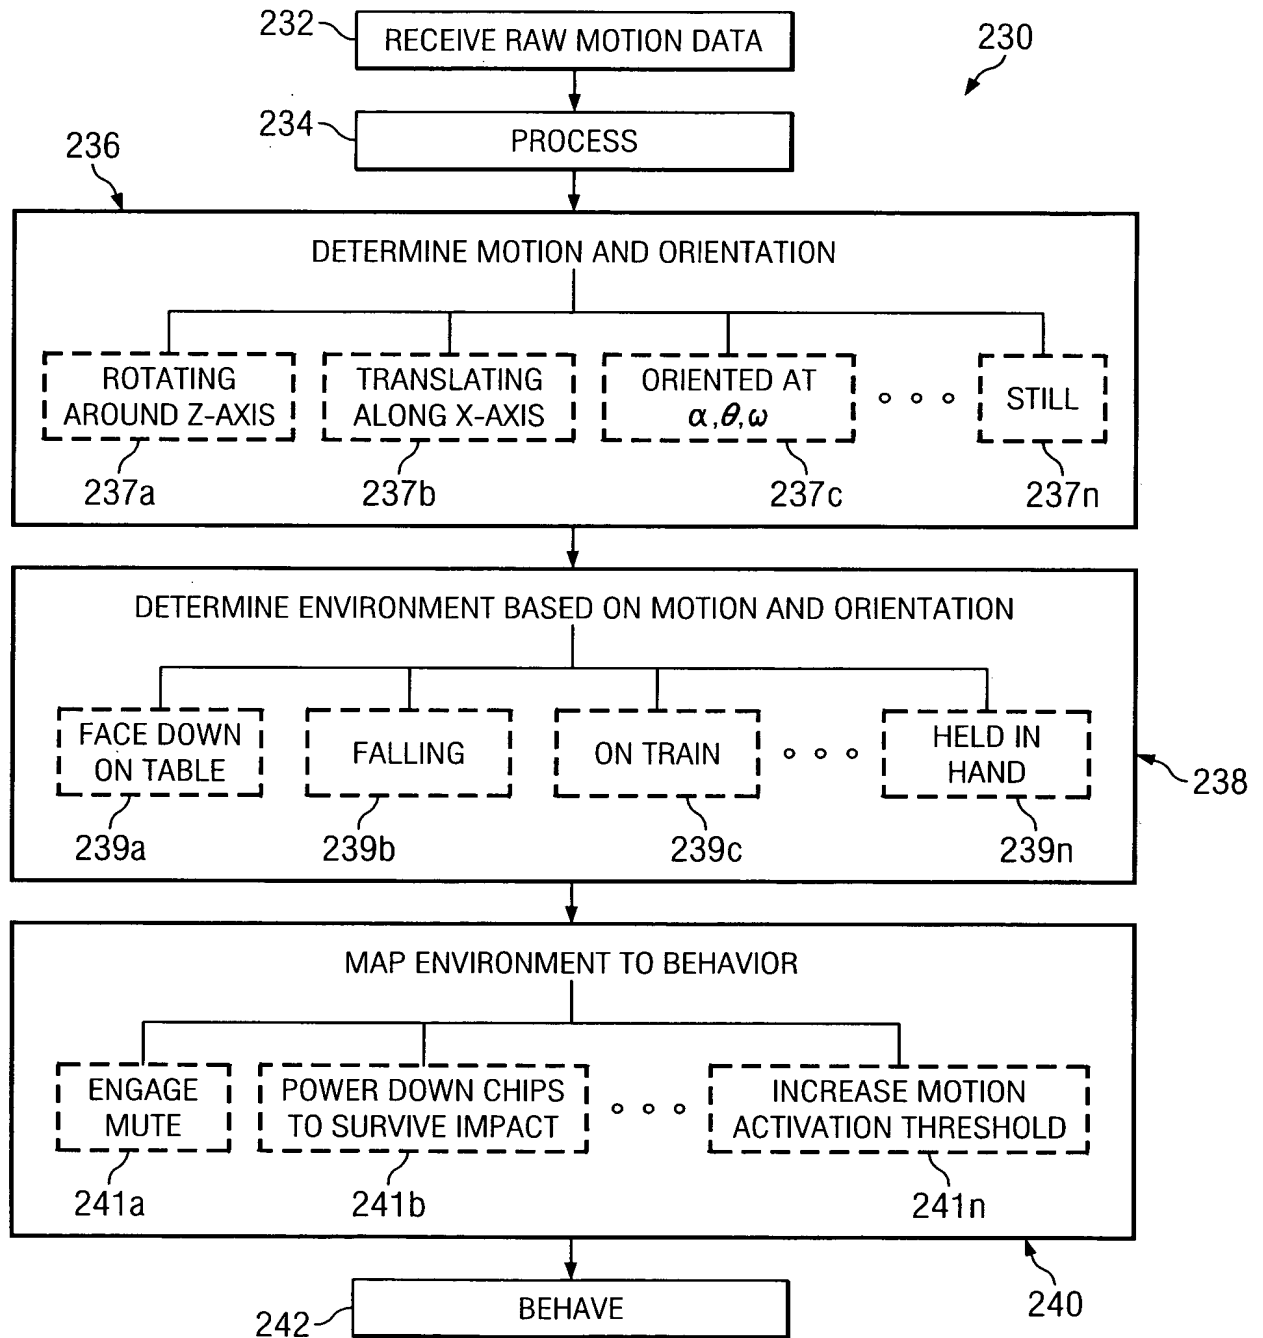 232
RECEIVE RAW MOTION DATA
230
234
PROCESS
236
DETERMINE MOTION AND ORIENTATION
ROTATING
AROUND Z-AXIS
TRANSLATING
ALONG X-AXIS
ORIENTED AT
α,θ,ω
STILL
237a
237b
237c
237n
DETERMINE ENVIRONMENT BASED ON MOTION AND ORIENTATION
FACE DOWN
ON TABLE
FALLING
ON TRAIN
HELD IN
HAND
238
239a
239b
239c
239n
MAP ENVIRONMENT TO BEHAVIOR
ENGAGE
MUTE
POWER DOWN CHIPS
TO SURVIVE IMPACT
INCREASE MOTION
ACTIVATION THRESHOLD
241a
241b
241n
240
242
BEHAVE